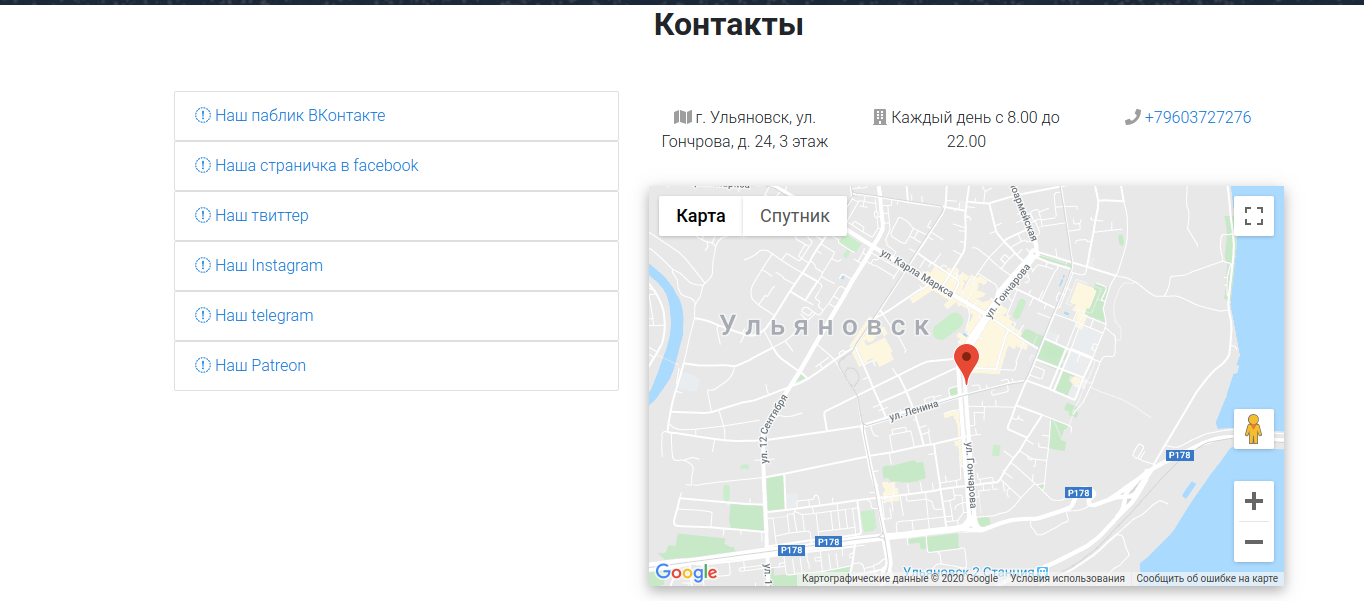 Контакты
Наш паблик ВКонтакте
Наша страничка в facebook
Наш твиттер
Наш Instagram
Наш telegram
Наш Patreon
г. Ульяновск, ул.
Гончрова, д. 24, 3 этаж
Каждый день с 8.00 до
22.00
+79603727276
Карта
Спутник
ул. Карла Маркса
ул. Гончарова
Ульяновск
ул. Ленина
ул. 12 Сентября
ул. Гончарова
Р178
Р178
Р178
Р178
Ульяновск 2 Станция
Google
Картографические данные © 2020 Google
Условия использования
Сообщить об ошибке на карте